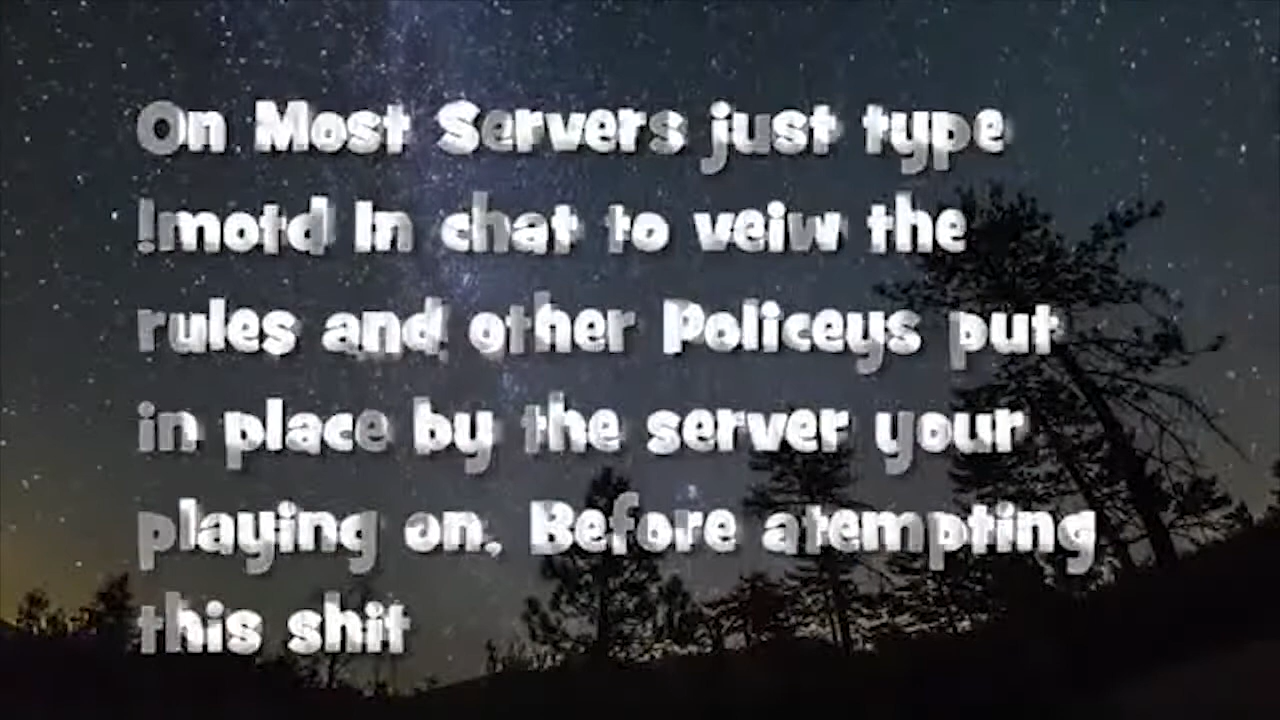 On Most Servers just type
!motd In chat to veiw the
rules and other Policeys put
in place by the server your
playing on, Before atempting
this shit